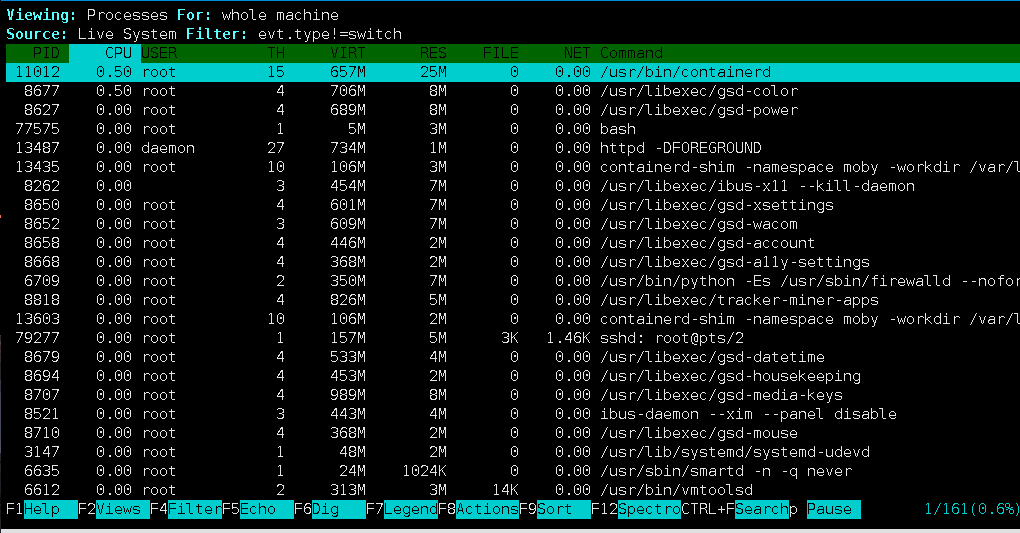 Viewing: Processes For: whole machine
Source: Live System Filter: evt.type!=switch
PID CPU USER TH VIRT RES FILE NET Command
11012 0.50 root 15 657M 25M 0 0.00 /usr/bin/containerd
8677 0.50 root 4 706M 8M 0 0.00 /usr/libexec/gsd-color
8627 0.00 root 4 689M 8M 0 0.00 /usr/libexec/gsd-power
77575 0.00 root 1 5M 3M 0 0.00 bash
13487 0.00 daemon 27 734M 1M 0 0.00 httpd -DFOREGROUND
13435 0.00 root 10 106M 3M 0 0.00 containerd-shim -namespace moby -workdir /var/l
8262 0.00 3 454M 7M 0 0.00 /usr/libexec/ibus-x11 --kill-daemon
8650 0.00 root 4 601M 7M 0 0.00 /usr/libexec/gsd-xsettings
8652 0.00 root 3 609M 7M 0 0.00 /usr/libexec/gsd-wacom
8658 0.00 root 4 446M 2M 0 0.00 /usr/libexec/gsd-account
8668 0.00 root 4 368M 2M 0 0.00 /usr/libexec/gsd-a11y-settings
6709 0.00 root 2 350M 7M 0 0.00 /usr/bin/python -Es /usr/sbin/firewalld --nofor
8818 0.00 root 4 826M 5M 0 0.00 /usr/libexec/tracker-miner-apps
13603 0.00 root 10 106M 2M 0 0.00 containerd-shim -namespace moby -workdir /var/l
79277 0.00 root 1 157M 5M 3K 1.46K sshd: root@pts/2
8679 0.00 root 4 533M 4M 0 0.00 /usr/libexec/gsd-datetime
8694 0.00 root 4 453M 2M 0 0.00 /usr/libexec/gsd-housekeeping
8707 0.00 root 4 989M 8M 0 0.00 /usr/libexec/gsd-media-keys
8521 0.00 root 3 443M 4M 0 0.00 ibus-daemon --xim --panel disable
8710 0.00 root 4 368M 2M 0 0.00 /usr/libexec/gsd-mouse
3147 0.00 root 1 48M 2M 0 0.00 /usr/lib/systemd/systemd-udevd
6635 0.00 root 1 24M 1024K 0 0.00 /usr/sbin/smartd -n -q never
6612 0.00 root 2 313M 3M 14K 0.00 /usr/bin/vmtoolsd
F1Help F2Views F4FilterF5Echo F6Dig F7LegendF8ActionsF9Sort F12SpectroCTRL+FSearchp Pause 1/161(0.6%)